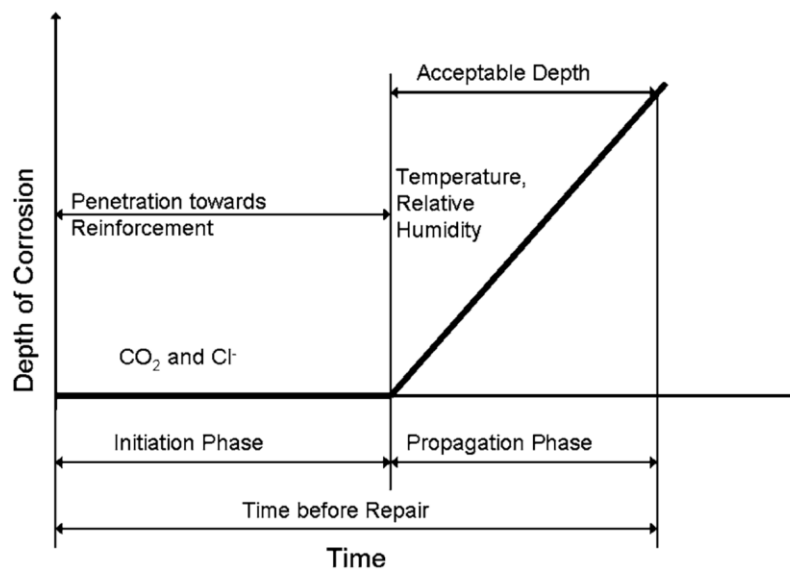 Acceptable Depth
Temperature,
Relative
Humidity
Penetration towards
Reinforcement
Depth of Corrosion
CO₂ and Cl⁻
Initiation Phase
Propagation Phase
Time before Repair
Time